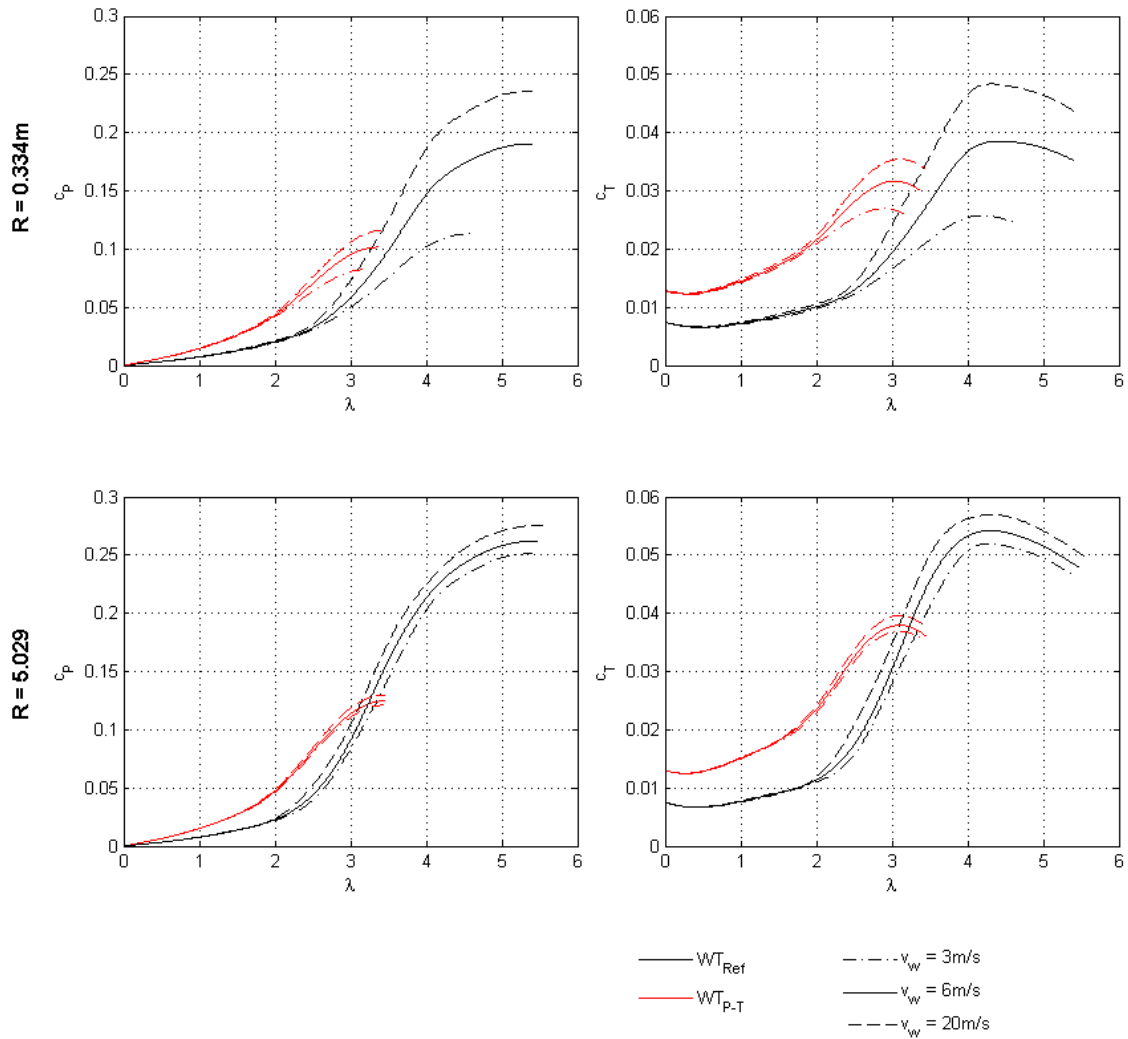 R = 0.334m
0.3
0.25
0.2
0.15
0.1
0.05
0
c_P
0 1 2 3 4 5 6
λ
0.06
0.05
0.04
0.03
0.02
0.01
0
c_T
0 1 2 3 4 5 6
λ
R = 5.029
0.3
0.25
0.2
0.15
0.1
0.05
0
c_P
0 1 2 3 4 5 6
λ
0.06
0.05
0.04
0.03
0.02
0.01
0
c_T
0 1 2 3 4 5 6
λ
WT_Ref
WT_P-T
v_w = 3m/s
v_w = 6m/s
v_w = 20m/s